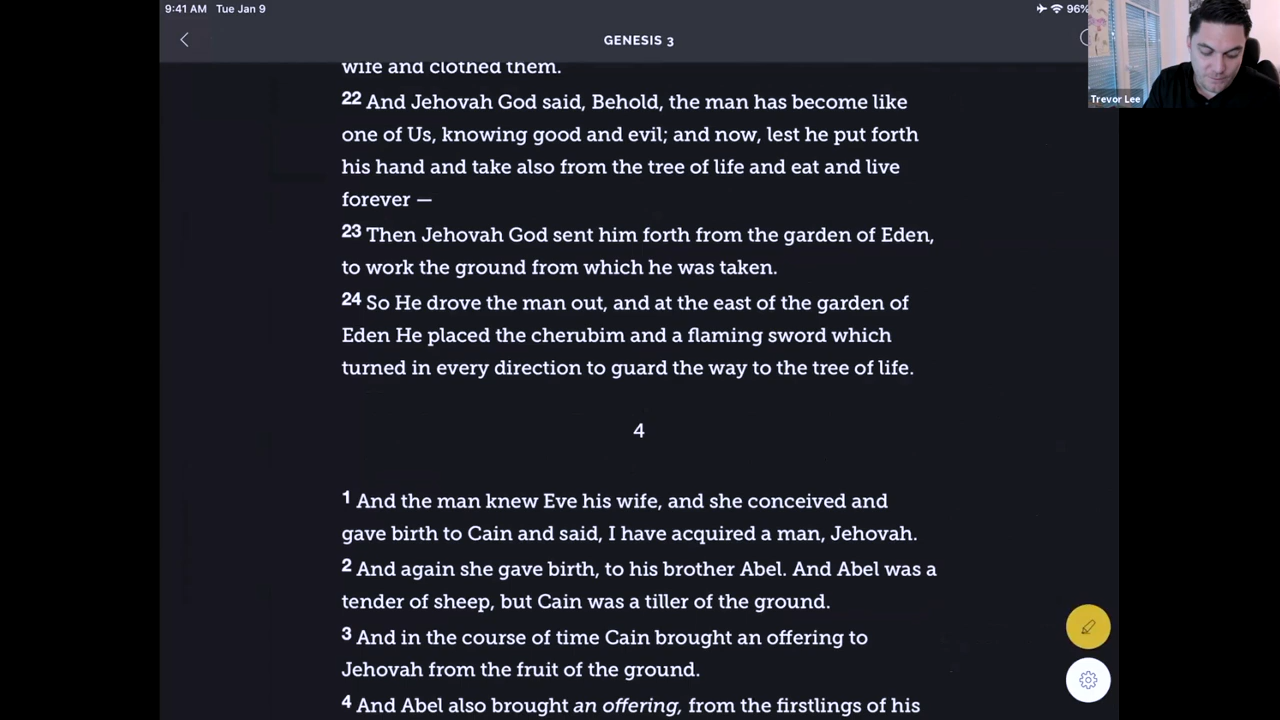 9:41 AM Tue Jan 9
96%
GENESIS 3
Trevor Lee
wife and clothed them.
22 And Jehovah God said, Behold, the man has become like
one of Us, knowing good and evil; and now, lest he put forth
his hand and take also from the tree of life and eat and live
forever —
23 Then Jehovah God sent him forth from the garden of Eden,
to work the ground from which he was taken.
24 So He drove the man out, and at the east of the garden of
Eden He placed the cherubim and a flaming sword which
turned in every direction to guard the way to the tree of life.
4
1 And the man knew Eve his wife, and she conceived and
gave birth to Cain and said, I have acquired a man, Jehovah.
2 And again she gave birth, to his brother Abel. And Abel was a
tender of sheep, but Cain was a tiller of the ground.
3 And in the course of time Cain brought an offering to
Jehovah from the fruit of the ground.
4 And Abel also brought an offering, from the firstlings of his